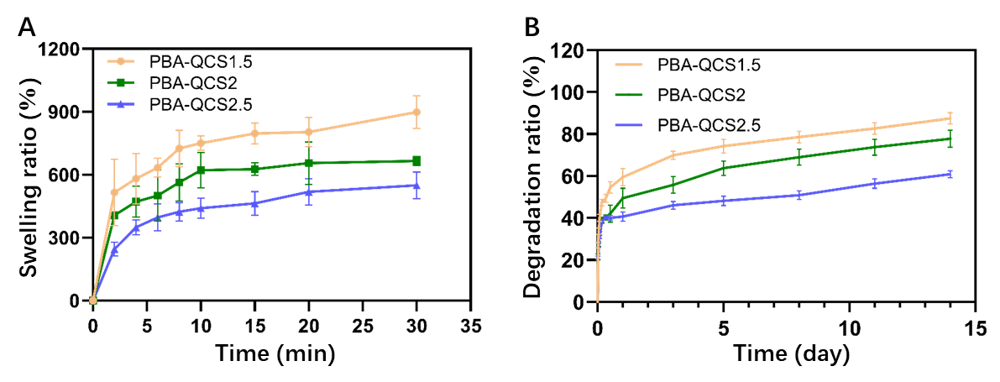 A
Swelling ratio (%)
1200
900
600
300
0
PBA-QCS1.5
PBA-QCS2
PBA-QCS2.5
0 5 10 15 20 25 30 35
Time (min)
B
Degradation ratio (%)
120
100
80
60
40
20
0
PBA-QCS1.5
PBA-QCS2
PBA-QCS2.5
0 5 10 15
Time (day)